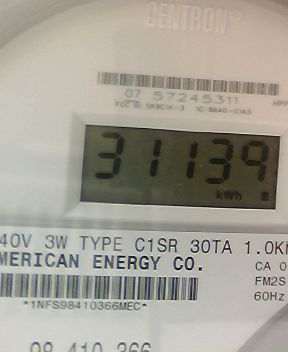 CENTRON®
07 57245311
31139
kWh
40V 3W TYPE C1SR 30TA 1.0K
MERICAN ENERGY CO.
CA 0
FM2S
60Hz
*1NFS98410366MEC*
98 410 366